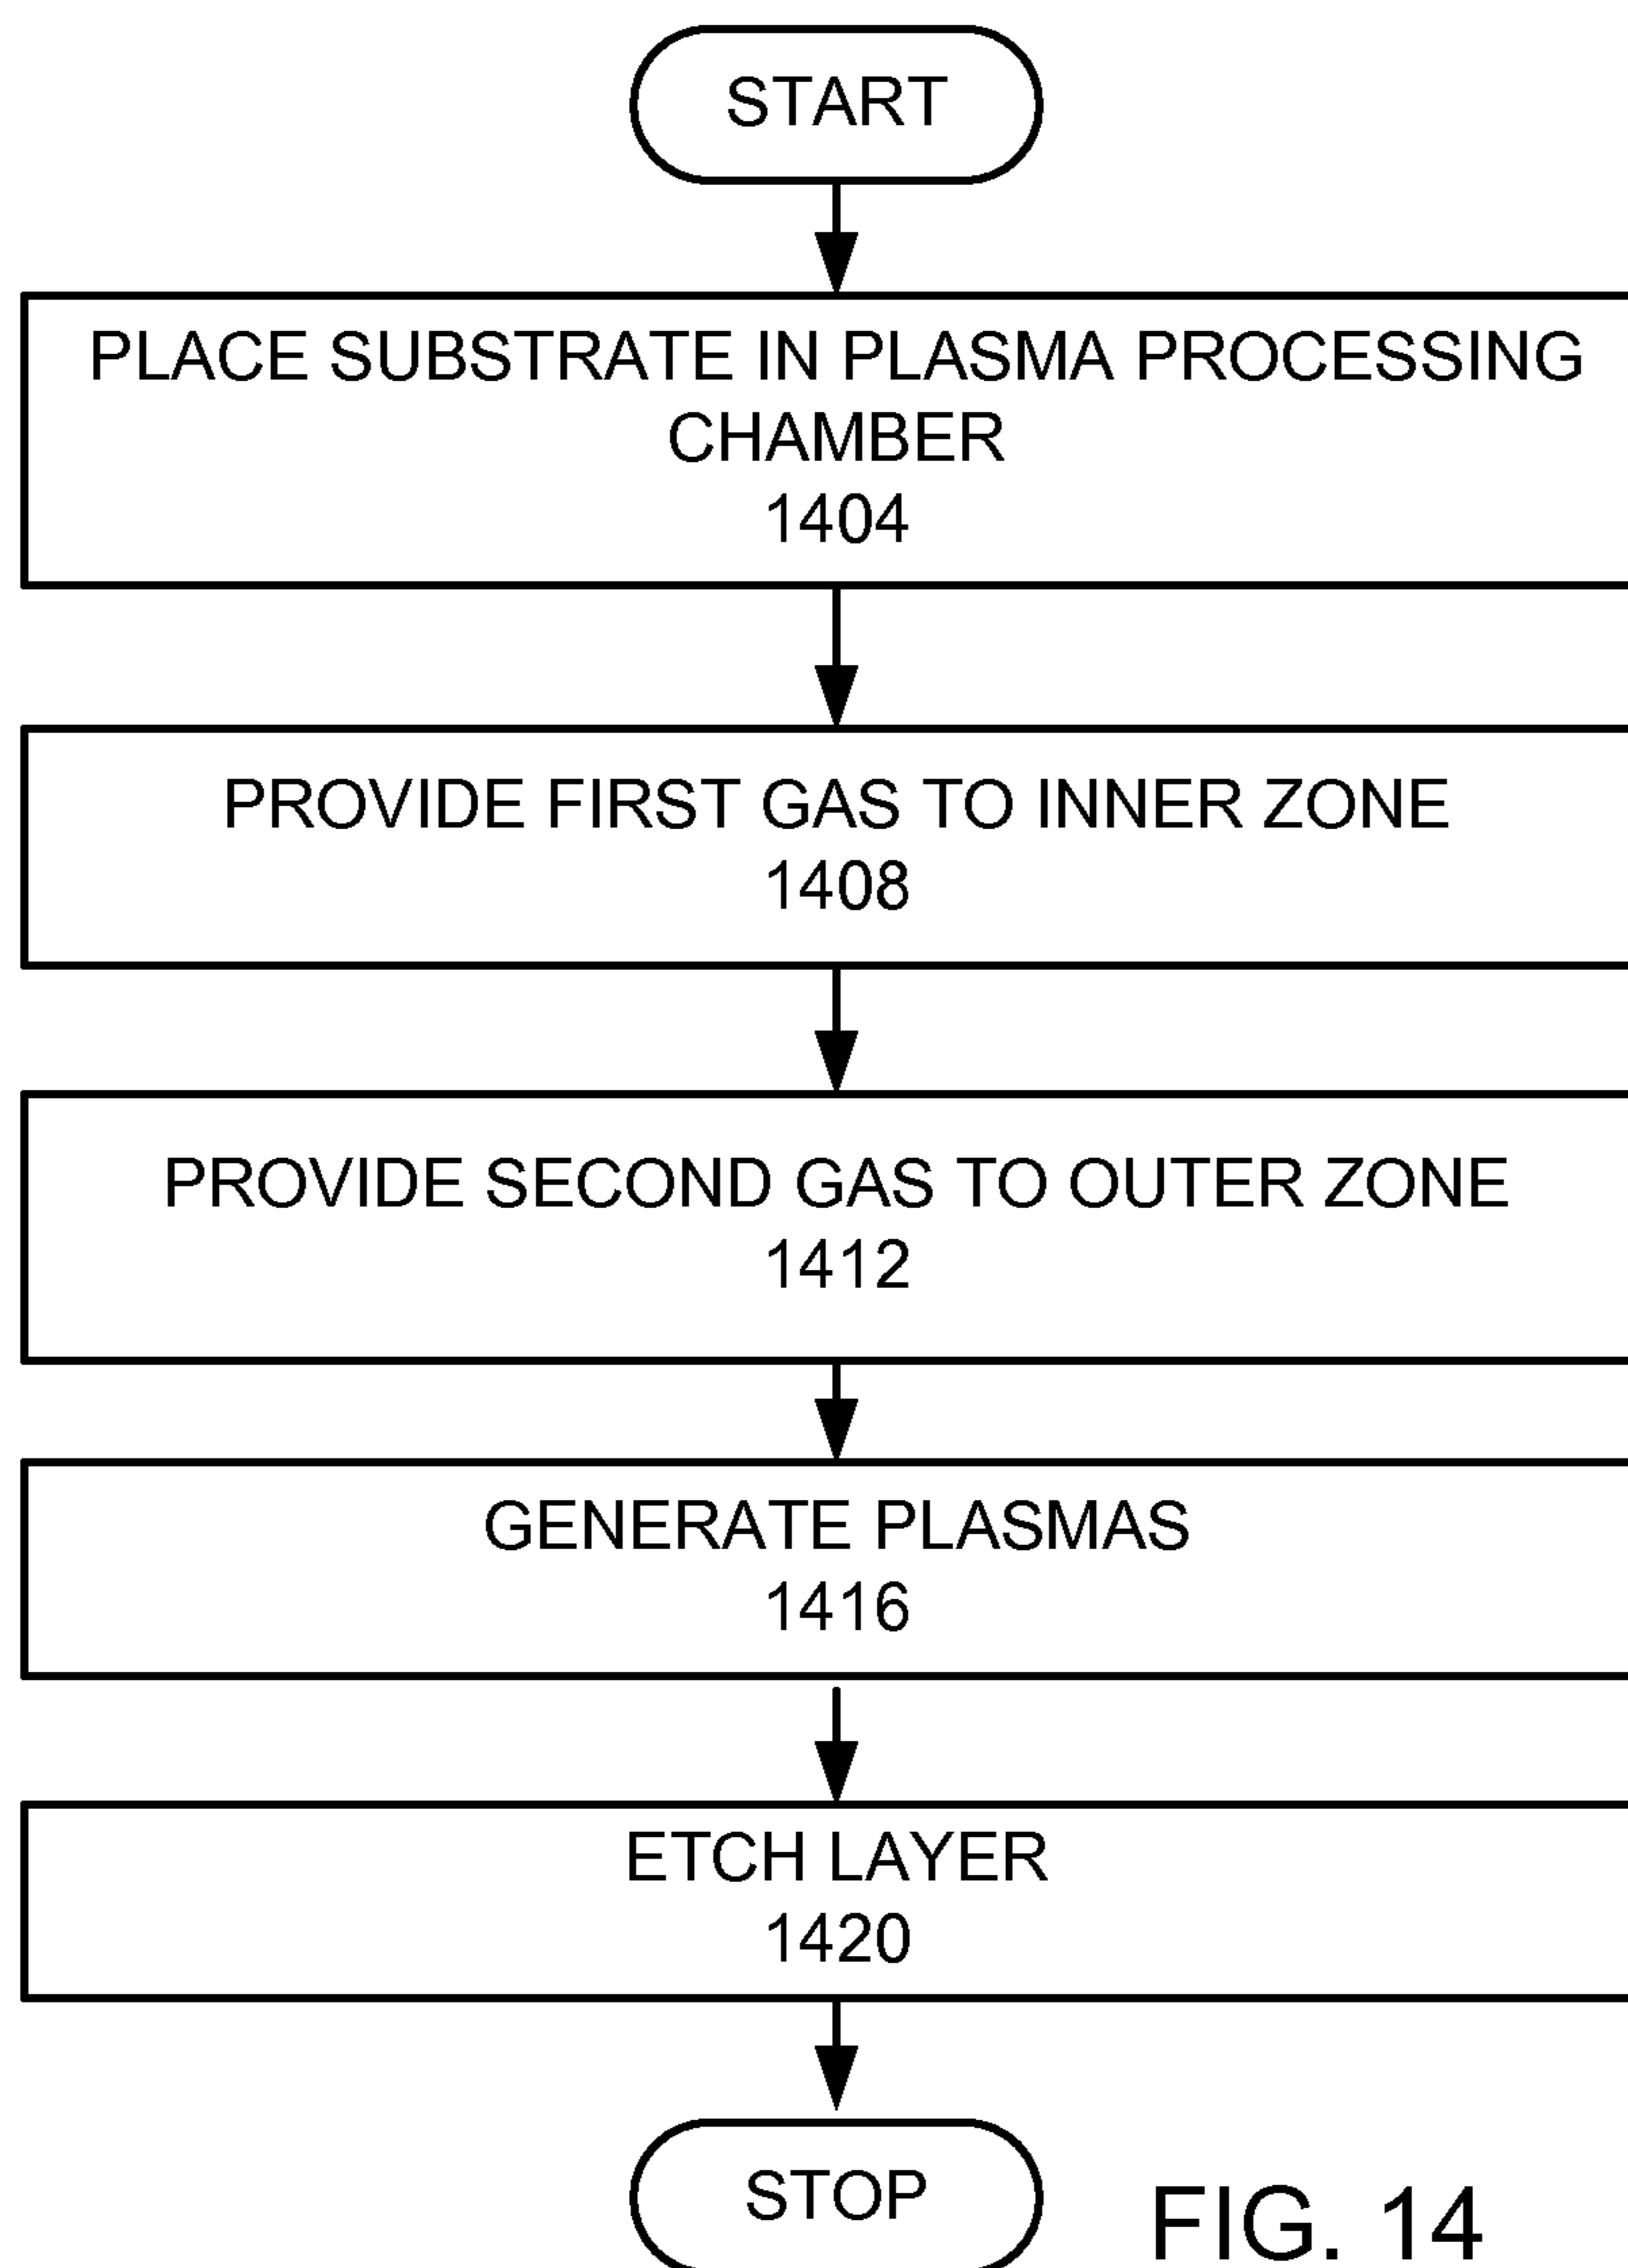 START
PLACE SUBSTRATE IN PLASMA PROCESSING
CHAMBER
1404
PROVIDE FIRST GAS TO INNER ZONE
1408
PROVIDE SECOND GAS TO OUTER ZONE
1412
GENERATE PLASMAS
1416
ETCH LAYER
1420
STOP
FIG. 14